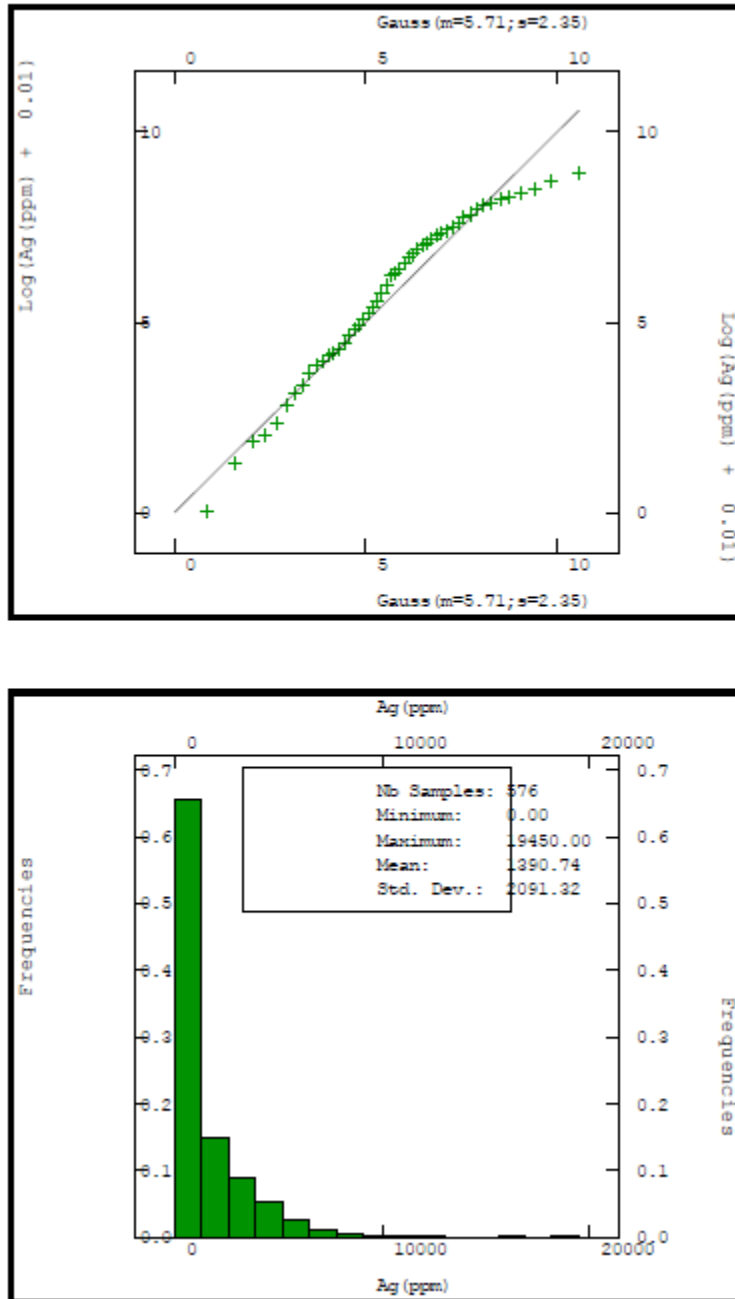 Gauss(m=5.71;s=2.35)
0 5 10
Log(Ag(ppm) + 0.01)
10 10
5 5
0 0
Log(Ag(ppm) + 0.01)
0 5 10
Gauss(m=5.71;s=2.35)
Ag(ppm)
0 10000 20000
0.7 0.7
Nb Samples: 576
Minimum: 0.00
0.6 0.6
Maximum: 19450.00
Mean: 1390.74
Std. Dev.: 2091.32
0.5 0.5
Frequencies
0.4 0.4
0.3 0.3
Frequencies
0.2 0.2
0.1 0.1
0.0 0.0
0 10000 20000
Ag(ppm)